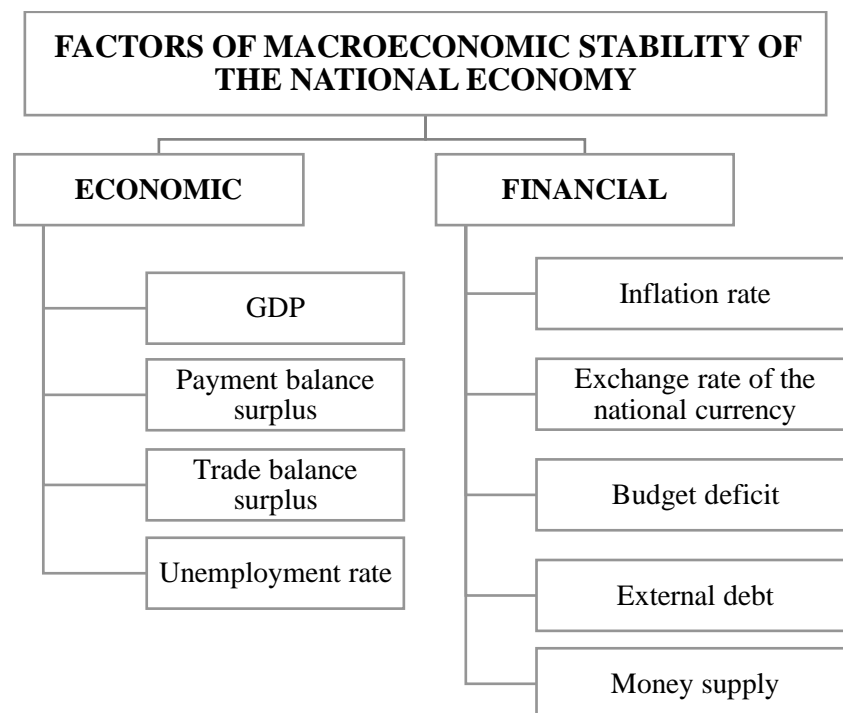 FACTORS OF MACROECONOMIC STABILITY OF
THE NATIONAL ECONOMY
ECONOMIC
GDP
Payment balance
surplus
Trade balance
surplus
Unemployment rate
FINANCIAL
Inflation rate
Exchange rate of the
national currency
Budget deficit
External debt
Money supply